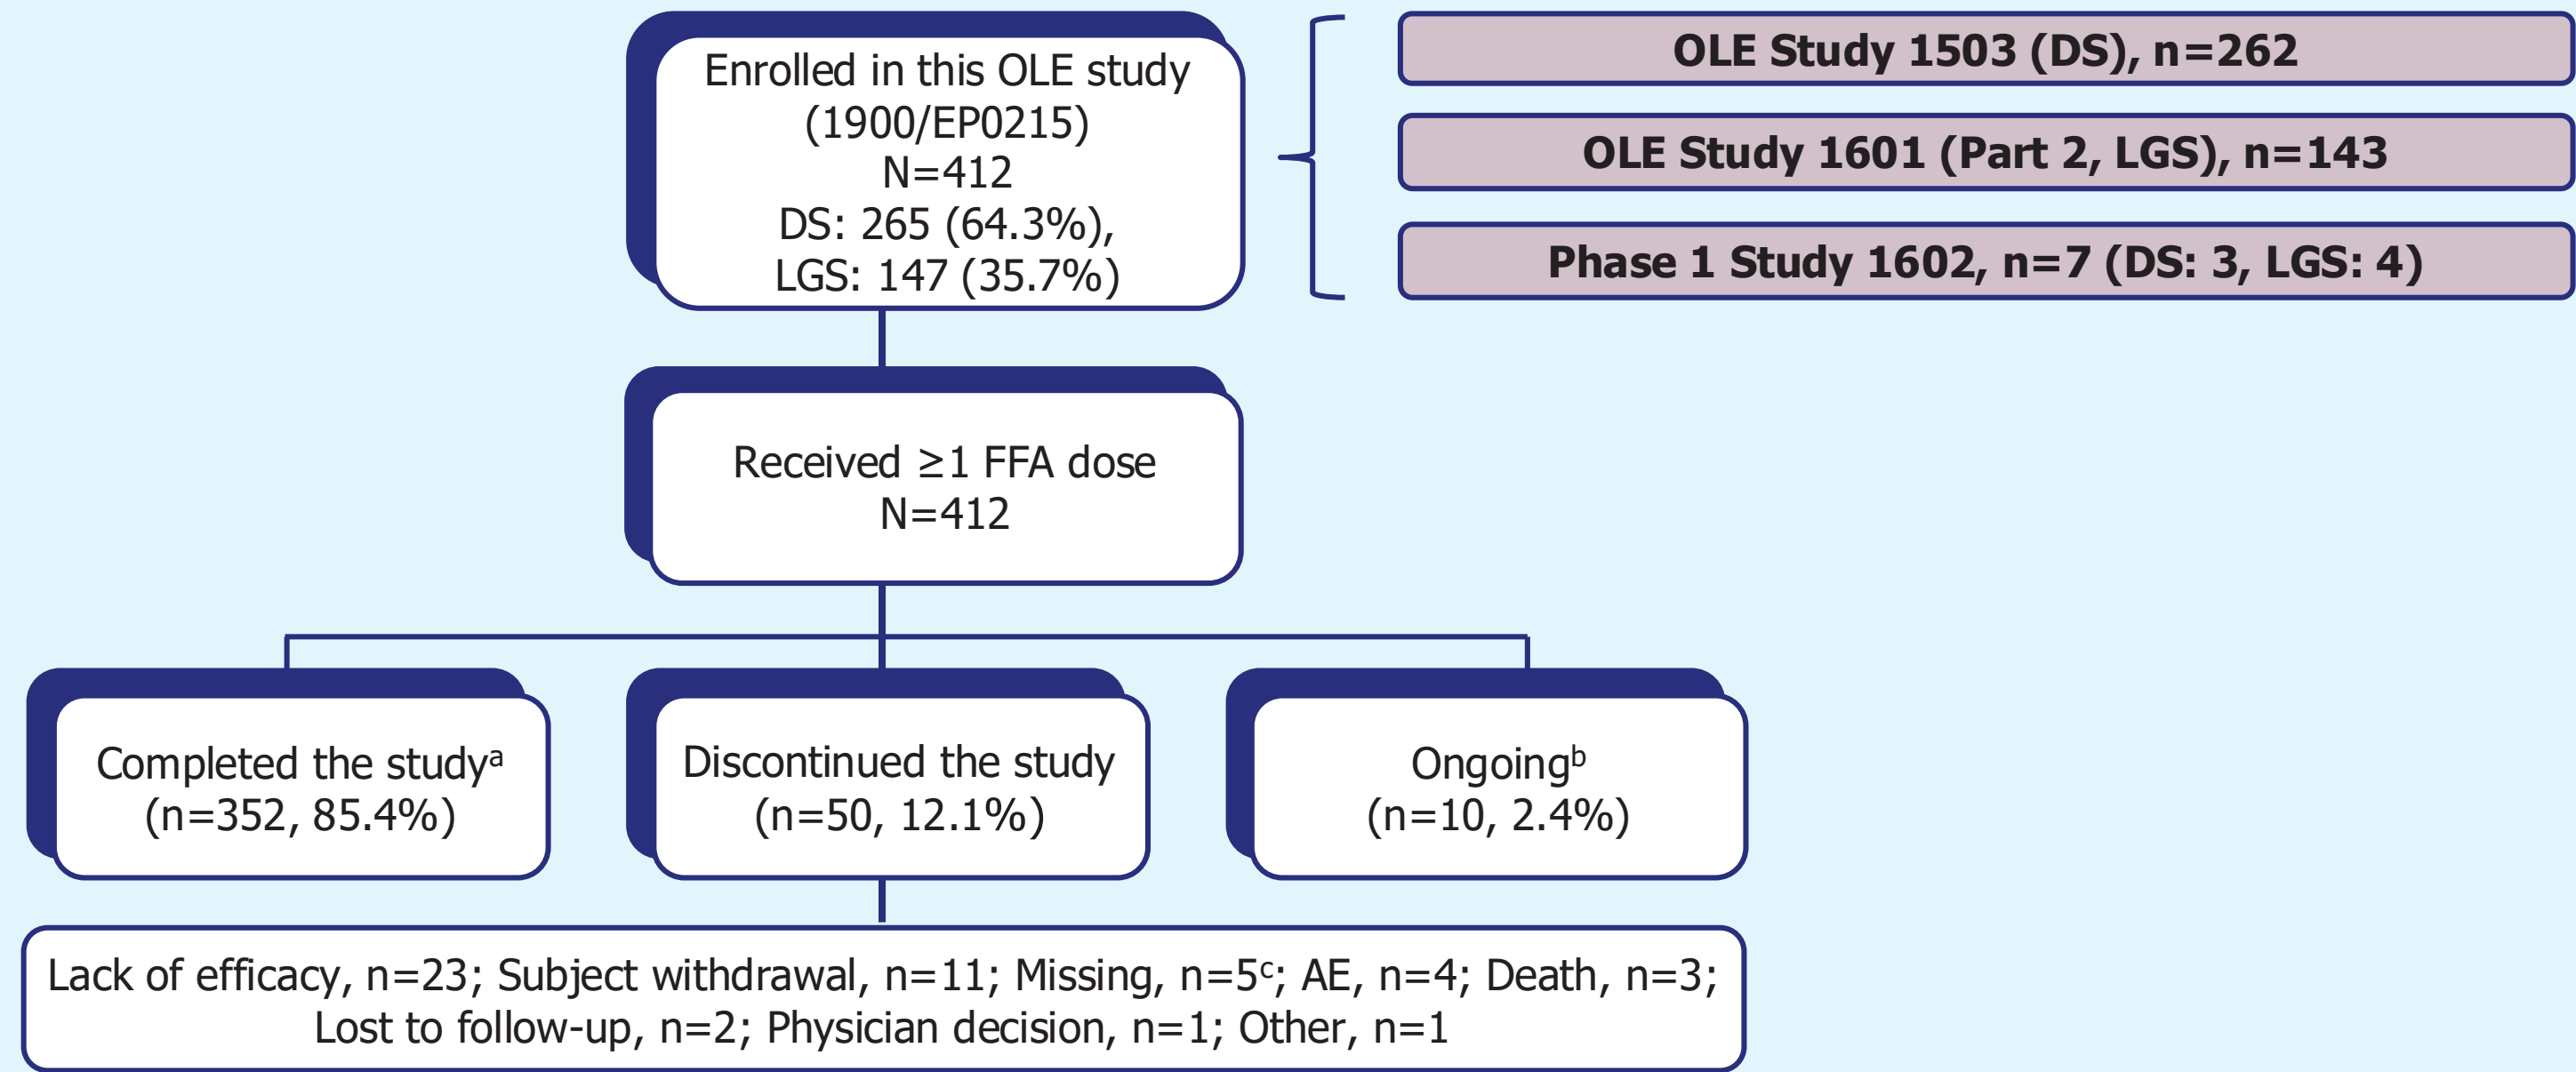 Enrolled in this OLE study
(1900/EP0215)
N=412
DS: 265 (64.3%),
LGS: 147 (35.7%)
OLE Study 1503 (DS), n=262
OLE Study 1601 (Part 2, LGS), n=143
Phase 1 Study 1602, n=7 (DS: 3, LGS: 4)
Received ≥1 FFA dose
N=412
Completed the studyᵃ
(n=352, 85.4%)
Discontinued the study
(n=50, 12.1%)
Ongoingᵇ
(n=10, 2.4%)
Lack of efficacy, n=23; Subject withdrawal, n=11; Missing, n=5ᶜ; AE, n=4; Death, n=3;
Lost to follow-up, n=2; Physician decision, n=1; Other, n=1